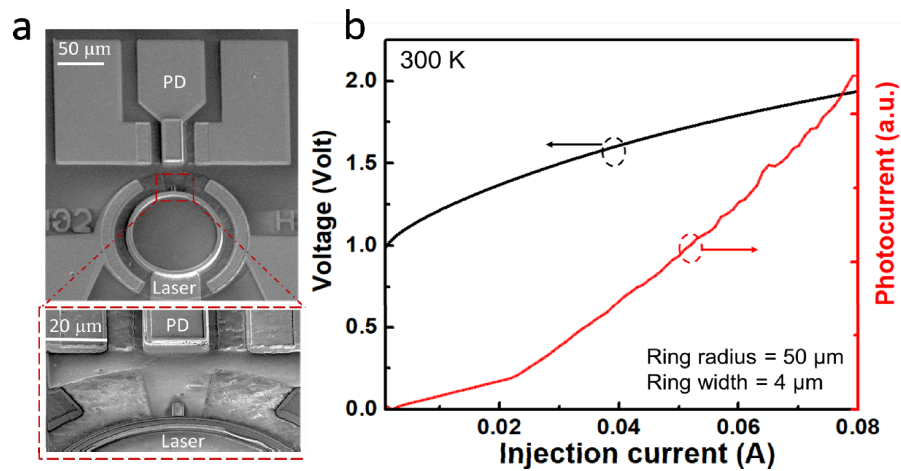 a
50 μm
PD
Laser
20 μm
PD
Laser
b
300 K
2.0
1.5
1.0
0.5
0.0
Voltage (Volt)
0.02
0.04
0.06
0.08
Injection current (A)
Photocurrent (a.u.)
Ring radius = 50 μm
Ring width = 4 μm